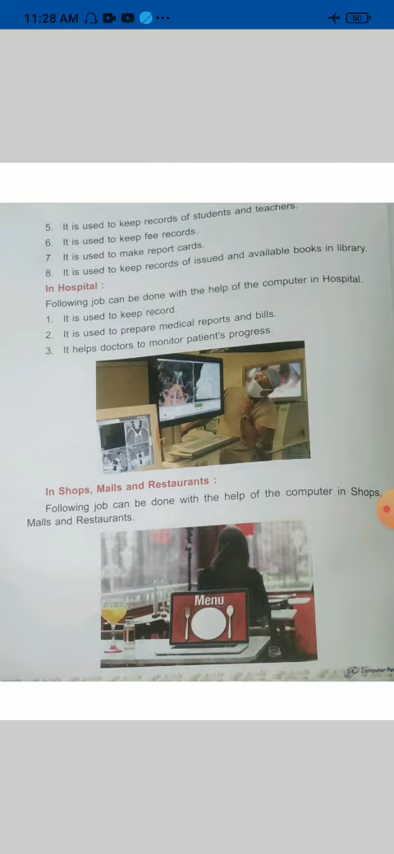 11:28 AM
60
5. It is used to keep records of students and teachers.
6. It is used to keep fee records.
7. It is used to make report cards.
8. It is used to keep records of issued and available books in library.
In Hospital :
Following job can be done with the help of the computer in Hospital.
1. It is used to keep record.
2. It is used to prepare medical reports and bills.
3. It helps doctors to monitor patient's progress.
In Shops, Malls and Restaurants :
Following job can be done with the help of the computer in Shops,
Malls and Restaurants.
Menu
Computer